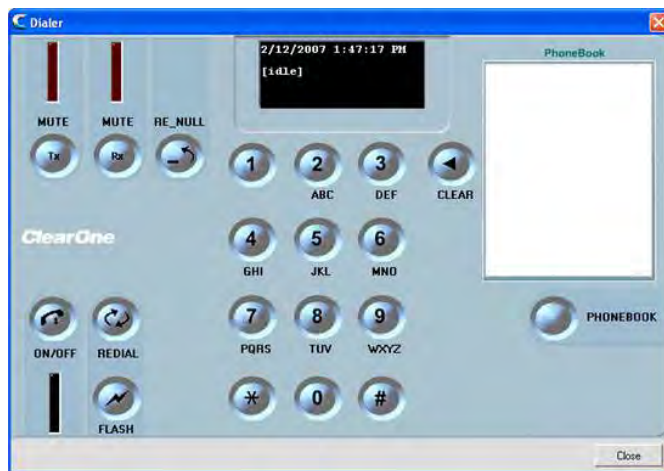 Dialer
2/12/2007 1:47:17 PM
[idle]
PhoneBook
MUTE MUTE RE_NULL
Tx Rx
1 2 3
ABC DEF CLEAR
ClearOne
4 5 6
GHI JKL MNO
7 8 9
PQRS TUV WXYZ
PHONEBOOK
ON/OFF REDIAL
* 0 #
FLASH
Close